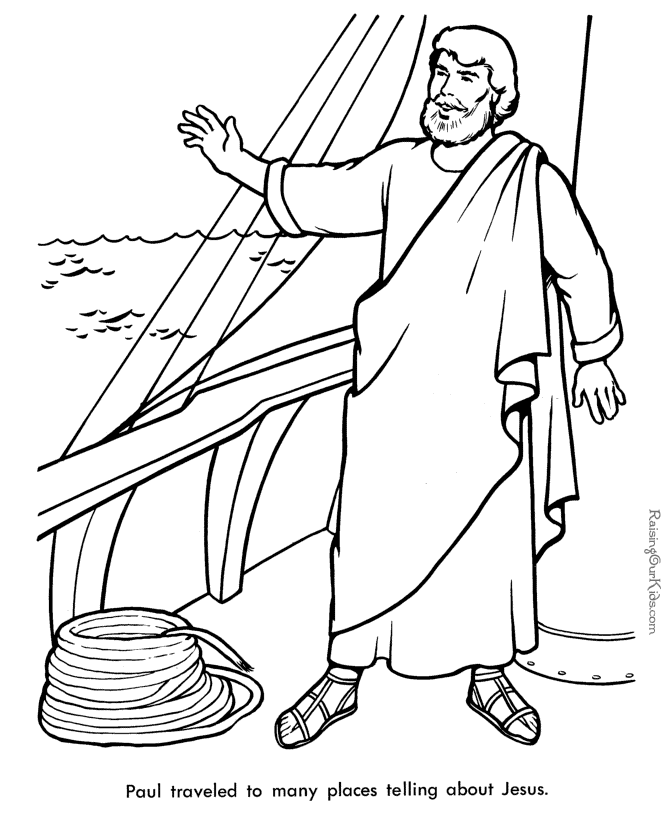 RaisingOurKids.com
Paul traveled to many places telling about Jesus.